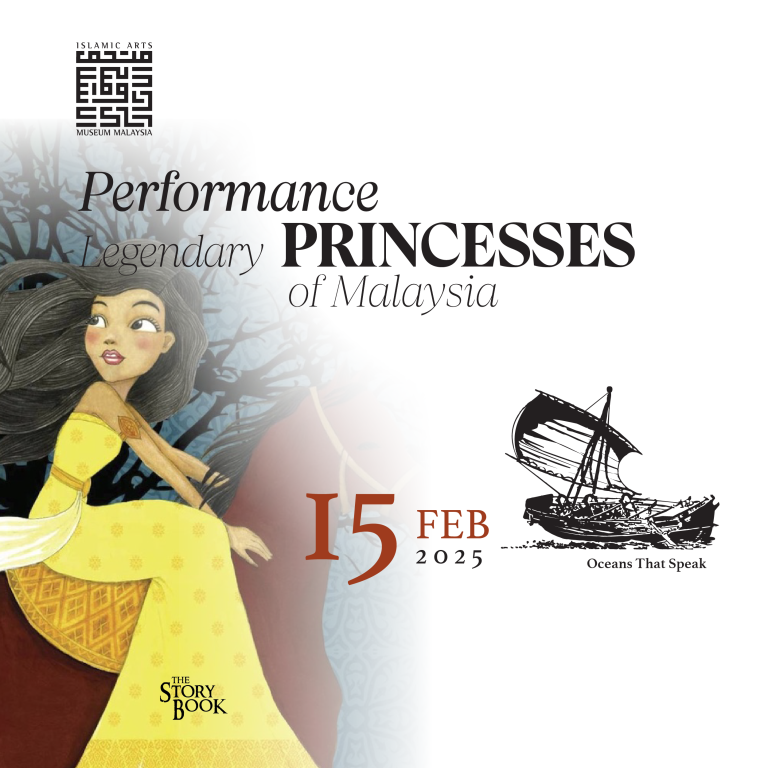 ISLAMIC ARTS
MUSEUM MALAYSIA
Performance
Legendary PRINCESSES
of Malaysia
15 FEB
2025
Oceans That Speak
THE
STORY
BOOK